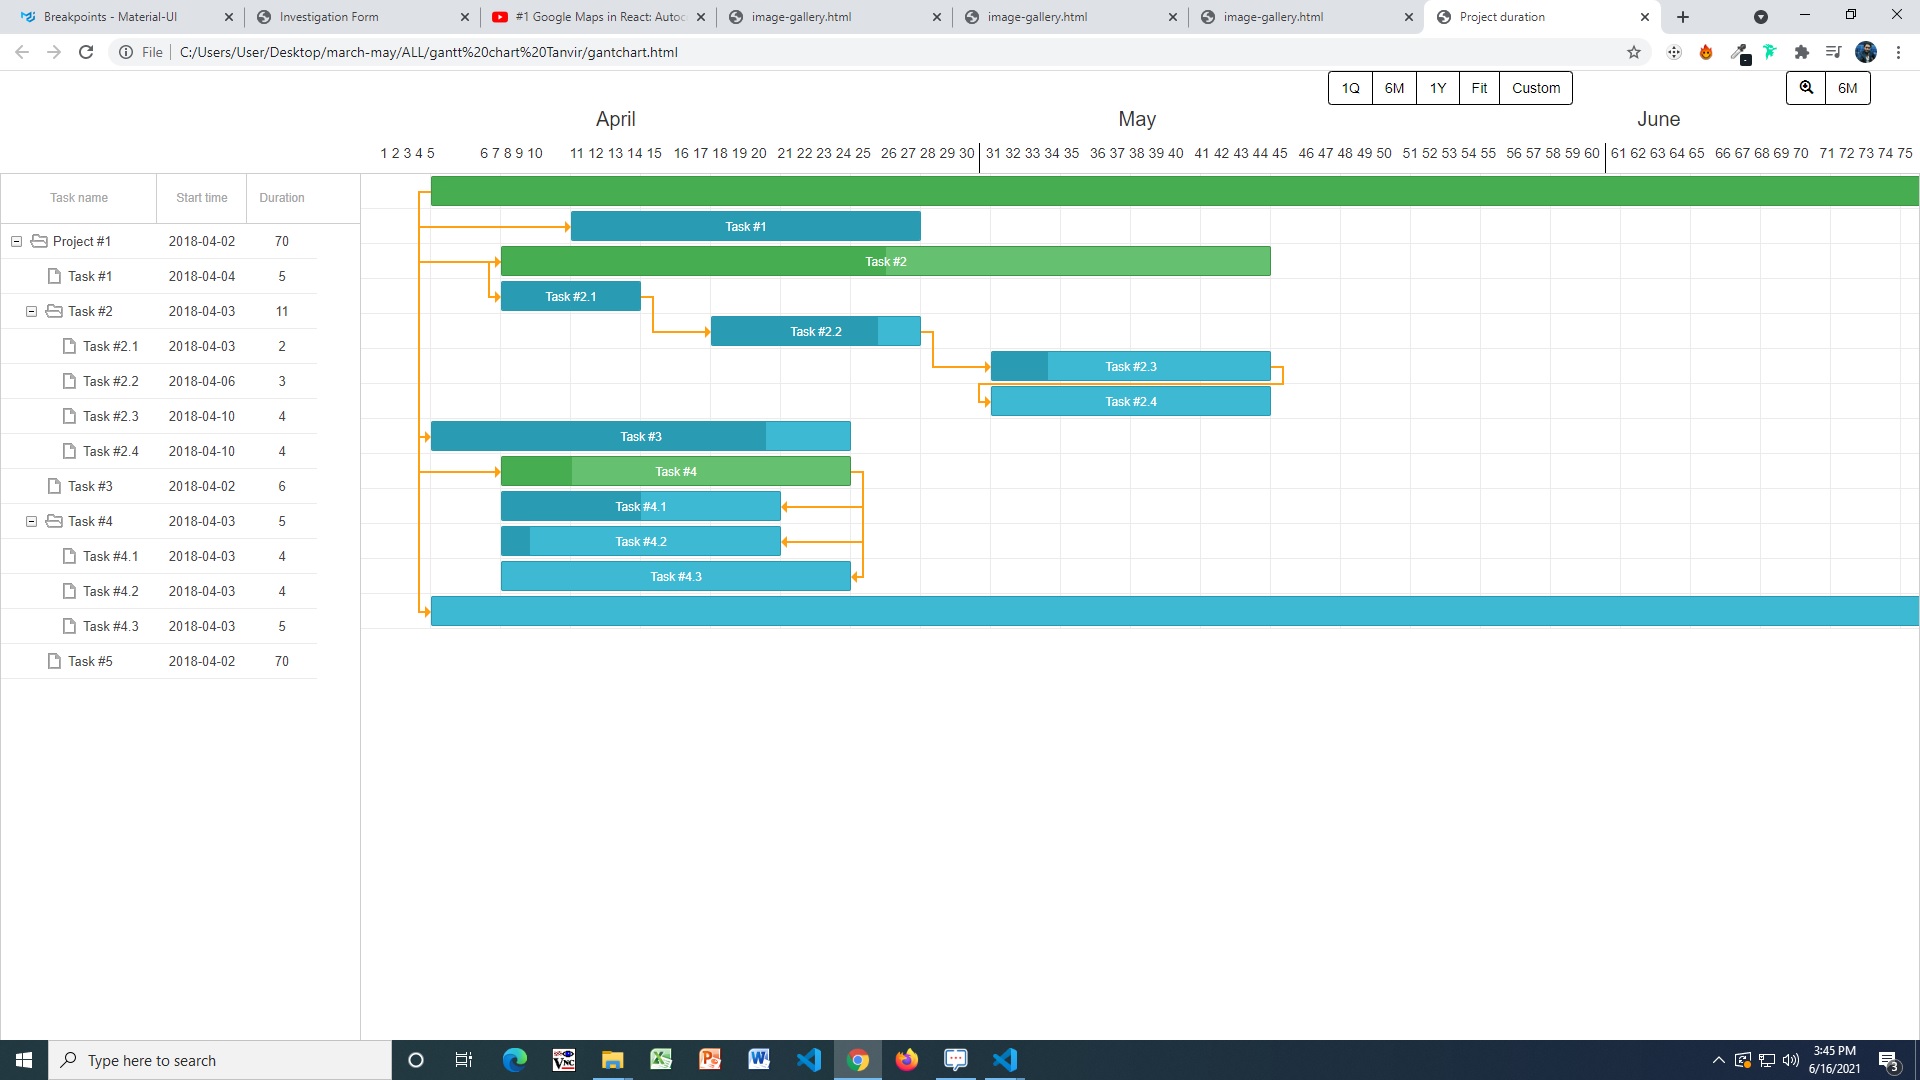 Breakpoints - Material-UI
Investigation Form
#1 Google Maps in React: Autoc
image-gallery.html
image-gallery.html
image-gallery.html
Project duration
File
C:/Users/User/Desktop/march-may/ALL/gantt%20chart%20Tanvir/gantchart.html
1Q 6M 1Y Fit Custom
6M
April May June
1 2 3 4 5 6 7 8 9 10 11 12 13 14 15 16 17 18 19 20 21 22 23 24 25 26 27 28 29 30 31 32 33 34 35 36 37 38 39 40 41 42 43 44 45 46 47 48 49 50 51 52 53 54 55 56 57 58 59 60 61 62 63 64 65 66 67 68 69 70 71 72 73 74 75
Task name Start time Duration
Project #1 2018-04-02 70
Task #1 2018-04-04 5
Task #2 2018-04-03 11
Task #2.1 2018-04-03 2
Task #2.2 2018-04-06 3
Task #2.3 2018-04-10 4
Task #2.4 2018-04-10 4
Task #3 2018-04-02 6
Task #4 2018-04-03 5
Task #4.1 2018-04-03 4
Task #4.2 2018-04-03 4
Task #4.3 2018-04-03 5
Task #5 2018-04-02 70
Task #1
Task #2
Task #2.1
Task #2.2
Task #2.3
Task #2.4
Task #3
Task #4
Task #4.1
Task #4.2
Task #4.3
Type here to search
3:45 PM
6/16/2021
3